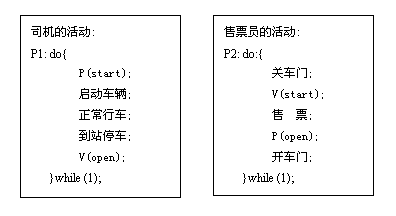 司机的活动:
P1: do{
P(start);
启动车辆;
正常行车;
到站停车;
V(open);
}while (1);
售票员的活动:
P2: do:{
关车门;
V(start);
售 票;
P(open);
开车门;
}while (1);